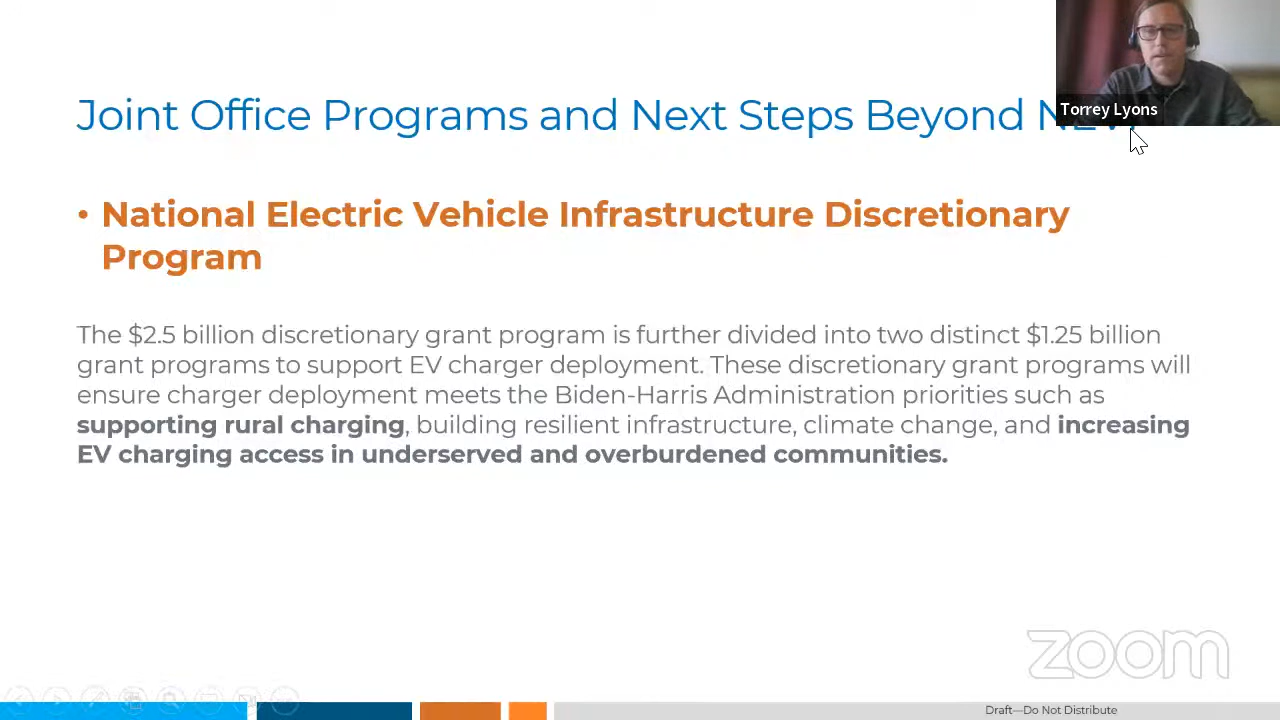 Torrey Lyons
Joint Office Programs and Next Steps Beyond
• National Electric Vehicle Infrastructure Discretionary
Program
The $2.5 billion discretionary grant program is further divided into two distinct $1.25 billion
grant programs to support EV charger deployment. These discretionary grant programs will
ensure charger deployment meets the Biden-Harris Administration priorities such as
supporting rural charging, building resilient infrastructure, climate change, and increasing
EV charging access in underserved and overburdened communities.
zoom
Draft—Do Not Distribute